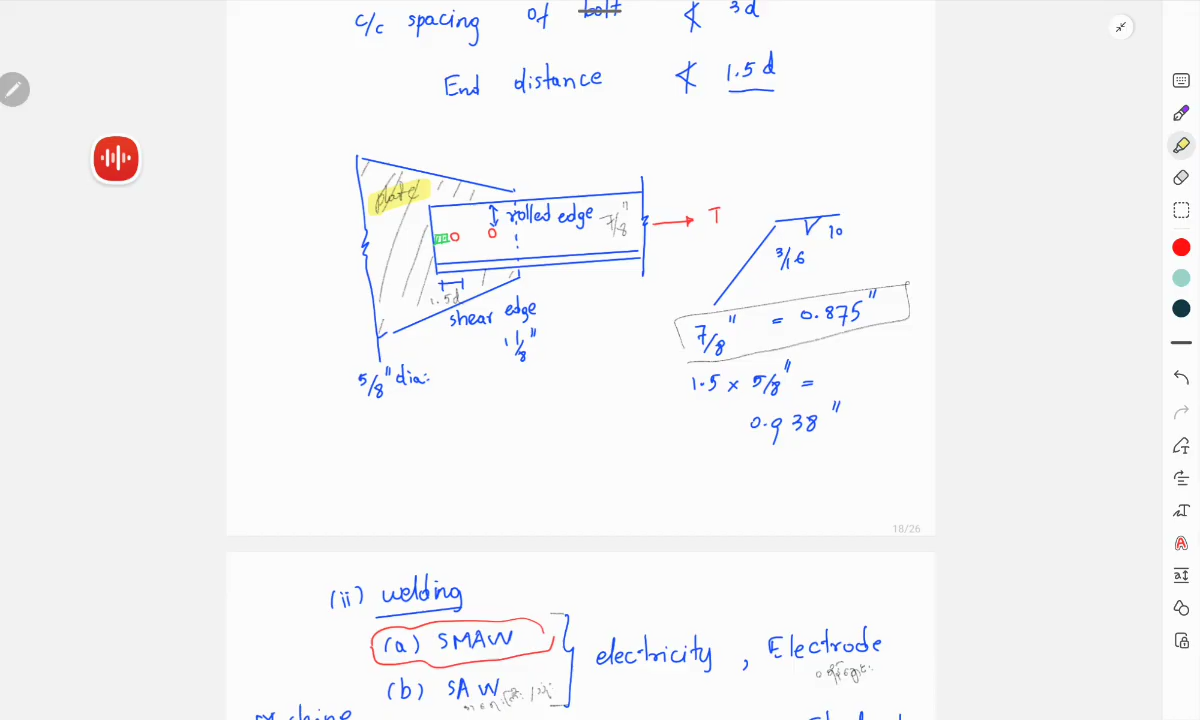 c/c spacing of bolt ≮ 3d
End distance ≮ 1.5 d
plate
rolled edge 7/8"
T
10
3/16
1.5d
shear edge
1 1/8"
7/8" = 0.875"
5/8" dia:
1.5 × 5/8" =
0.938"
18/26
(ii) welding
(a) SMAW
electricity, Electrode
(b) SAW
Machine